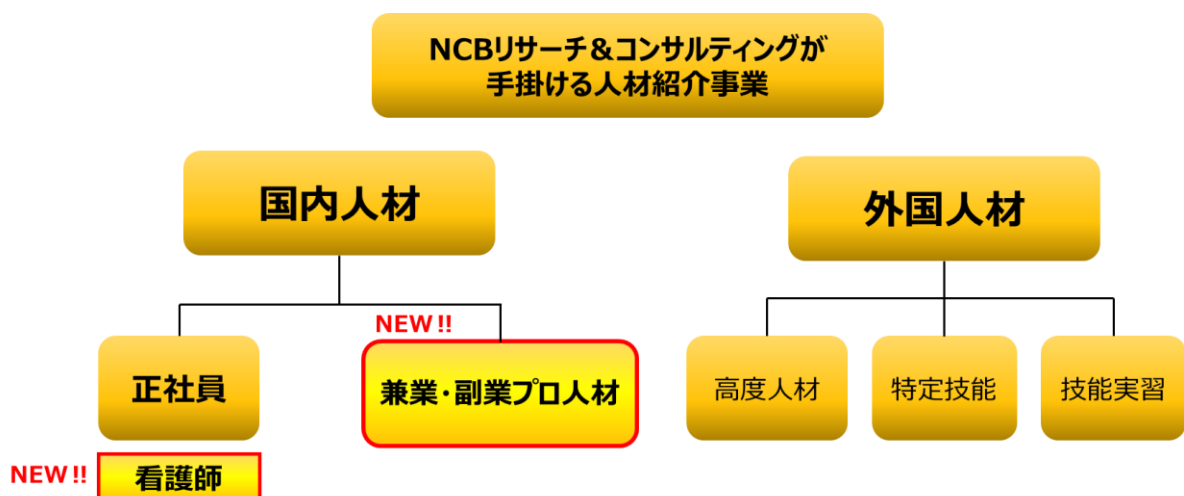 NCBリサーチ&コンサルティングが
手掛ける人材紹介事業
国内人材
外国人材
NEW!!
正社員
兼業・副業プロ人材
高度人材
特定技能
技能実習
NEW!!
看護師